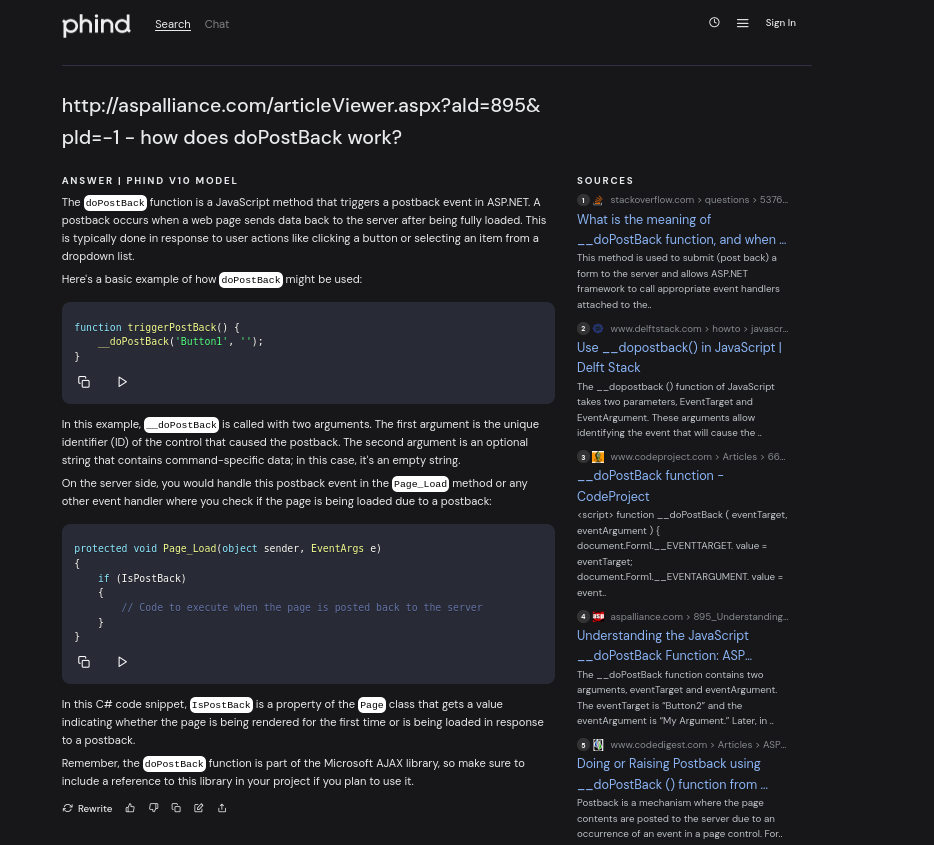 phind
Search Chat
Sign In
http://aspalliance.com/articleViewer.aspx?aId=895&
pId=-1 - how does doPostBack work?
ANSWER | PHIND V10 MODEL
The doPostBack function is a JavaScript method that triggers a postback event in ASP.NET. A
postback occurs when a web page sends data back to the server after being fully loaded. This
is typically done in response to user actions like clicking a button or selecting an item from a
dropdown list.
Here's a basic example of how doPostBack might be used:
function triggerPostBack() {
    __doPostBack('Button1', '');
}
In this example, __doPostBack is called with two arguments. The first argument is the unique
identifier (ID) of the control that caused the postback. The second argument is an optional
string that contains command-specific data; in this case, it's an empty string.
On the server side, you would handle this postback event in the Page_Load method or any
other event handler where you check if the page is being loaded due to a postback:
protected void Page_Load(object sender, EventArgs e)
{
    if (IsPostBack)
    {
        // Code to execute when the page is posted back to the server
    }
}
In this C# code snippet, IsPostBack is a property of the Page class that gets a value
indicating whether the page is being rendered for the first time or is being loaded in response
to a postback.
Remember, the doPostBack function is part of the Microsoft AJAX library, so make sure to
include a reference to this library in your project if you plan to use it.
Rewrite
SOURCES
1 stackoverflow.com › questions › 5376...
What is the meaning of
__doPostBack function, and when ...
This method is used to submit (post back) a
form to the server and allows ASP.NET
framework to call appropriate event handlers
attached to the..
2 www.delftstack.com › howto › javascr...
Use __dopostback() in JavaScript |
Delft Stack
The __dopostback () function of JavaScript
takes two parameters, EventTarget and
EventArgument. These arguments allow
identifying the event that will cause the ..
3 www.codeproject.com › Articles › 66...
__doPostBack function -
CodeProject
<script> function __doPostBack ( eventTarget,
eventArgument ) {
document.Form1.__EVENTTARGET. value =
eventTarget;
document.Form1.__EVENTARGUMENT. value =
event..
4 aspalliance.com › 895_Understanding...
Understanding the JavaScript
__doPostBack Function: ASP...
The __doPostBack function contains two
arguments, eventTarget and eventArgument.
The eventTarget is “Button2” and the
eventArgument is “My Argument.” Later, in ..
5 www.codedigest.com › Articles › ASP...
Doing or Raising Postback using
__doPostBack () function from ...
Postback is a mechanism where the page
contents are posted to the server due to an
occurrence of an event in a page control. For..